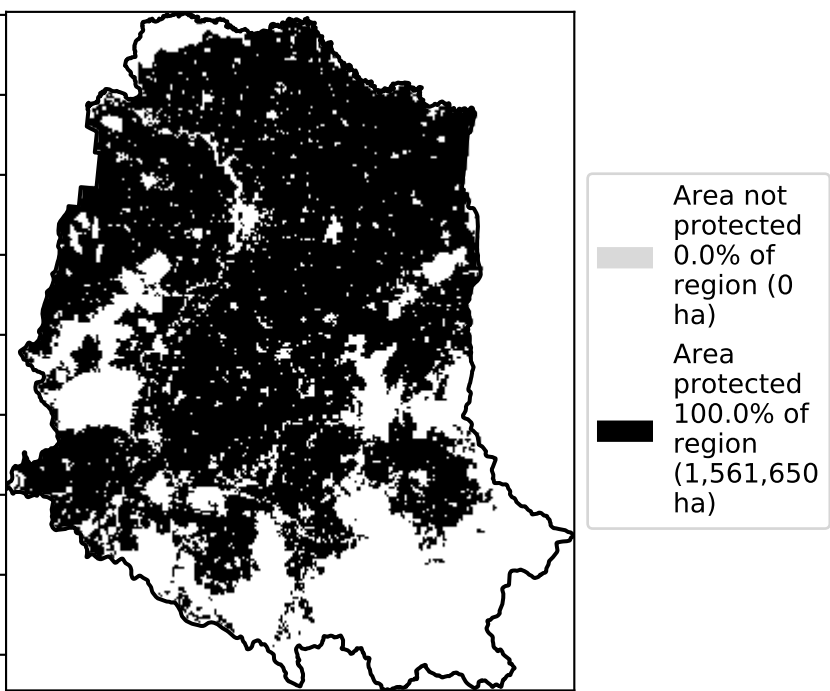 Area not
protected
0.0% of
region (0
ha)
Area
protected
100.0% of
region
(1,561,650
ha)